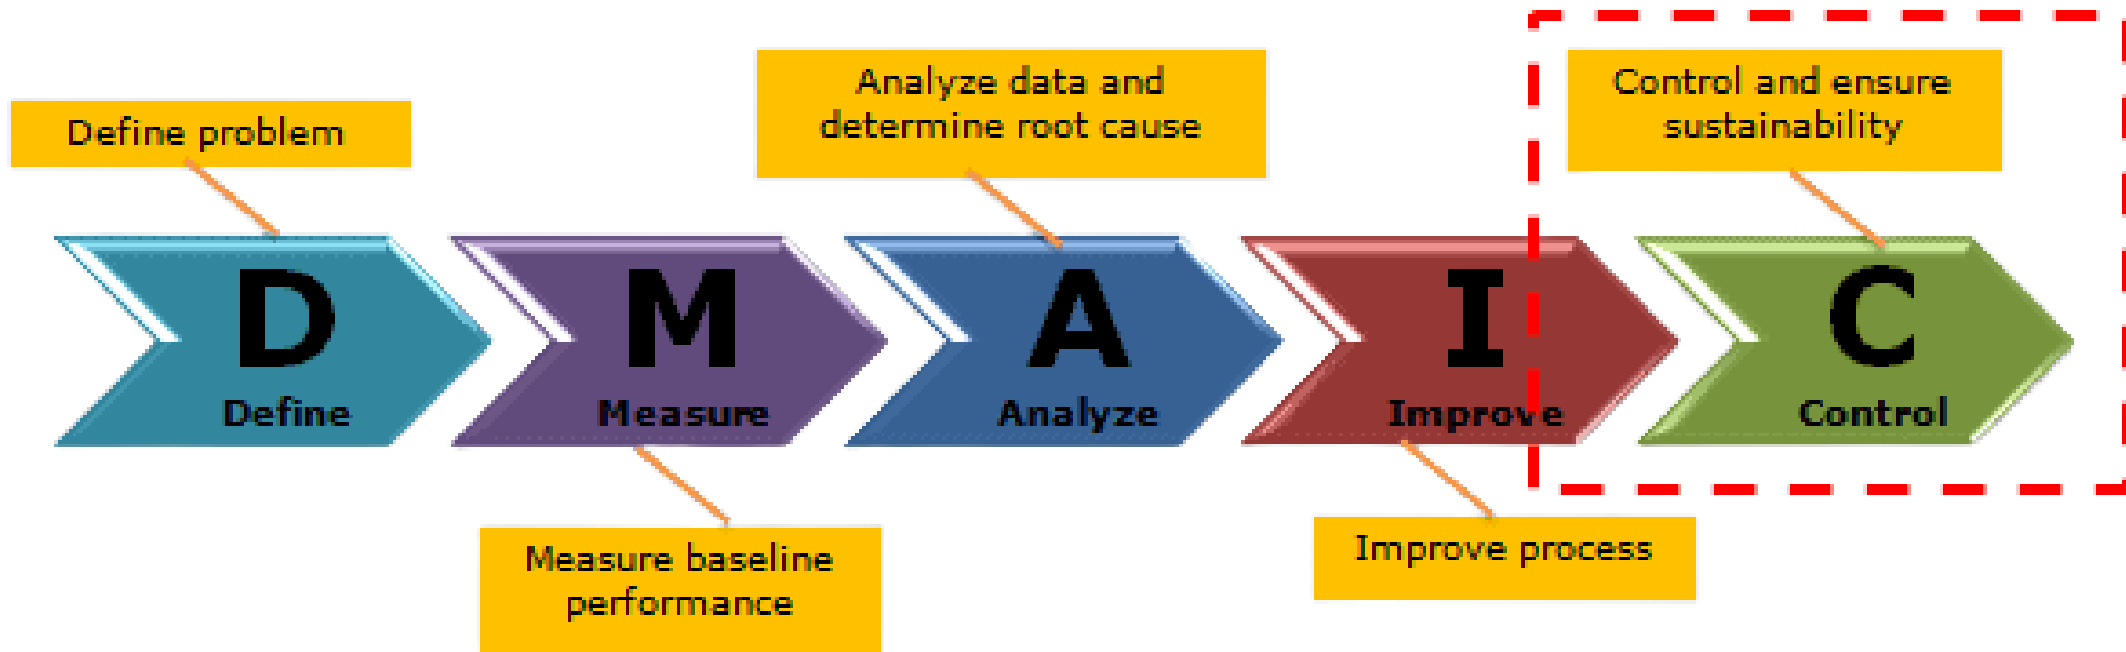 Define problem
Analyze data and
determine root cause
Control and ensure
sustainability
D
Define
M
Measure
A
Analyze
I
Improve
C
Control
Measure baseline
performance
Improve process